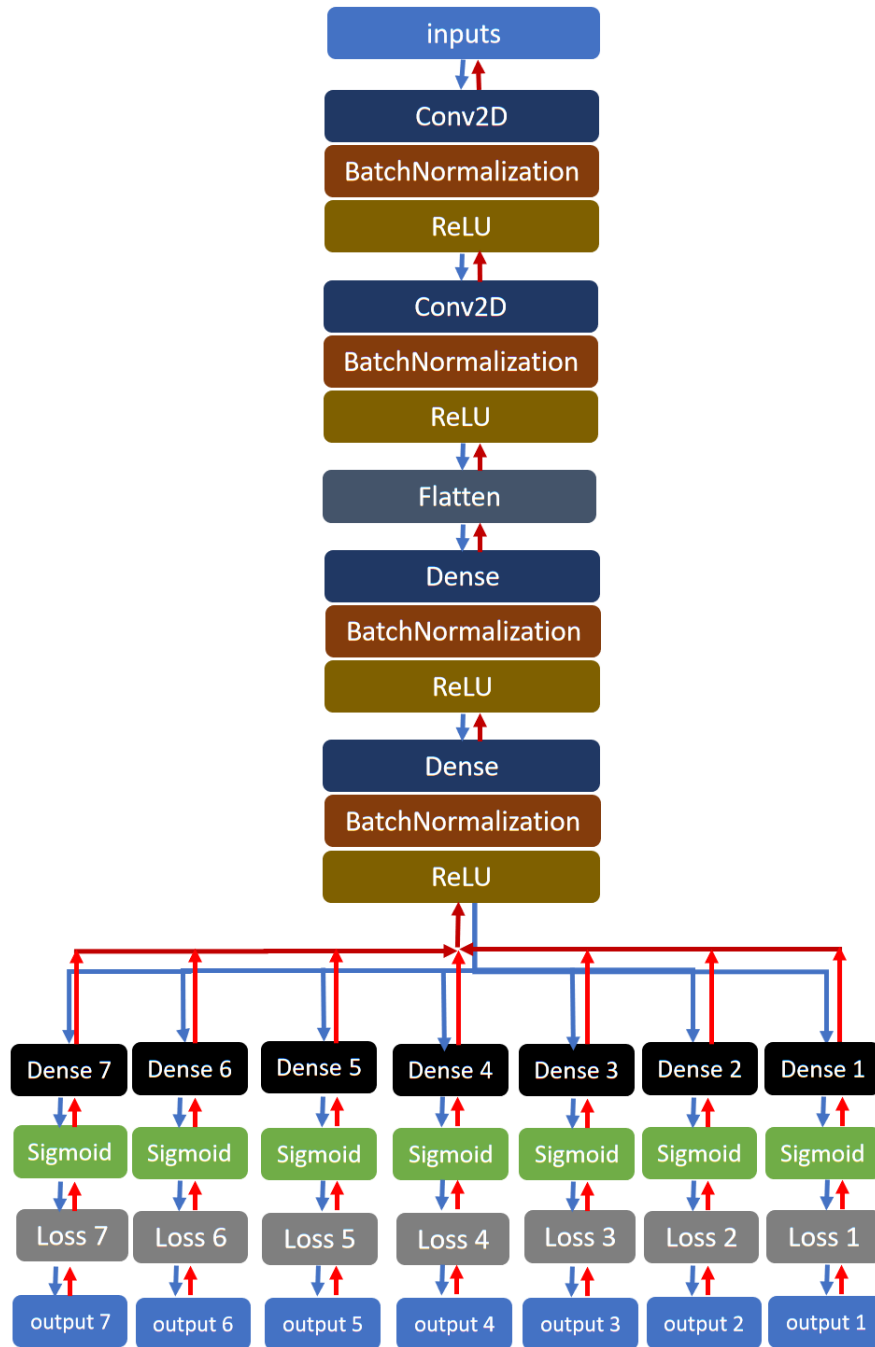 inputs
Conv2D
BatchNormalization
ReLU
Conv2D
BatchNormalization
ReLU
Flatten
Dense
BatchNormalization
ReLU
Dense
BatchNormalization
ReLU
Dense 7 Dense 6 Dense 5 Dense 4 Dense 3 Dense 2 Dense 1
Sigmoid Sigmoid Sigmoid Sigmoid Sigmoid Sigmoid Sigmoid
Loss 7 Loss 6 Loss 5 Loss 4 Loss 3 Loss 2 Loss 1
output 7 output 6 output 5 output 4 output 3 output 2 output 1